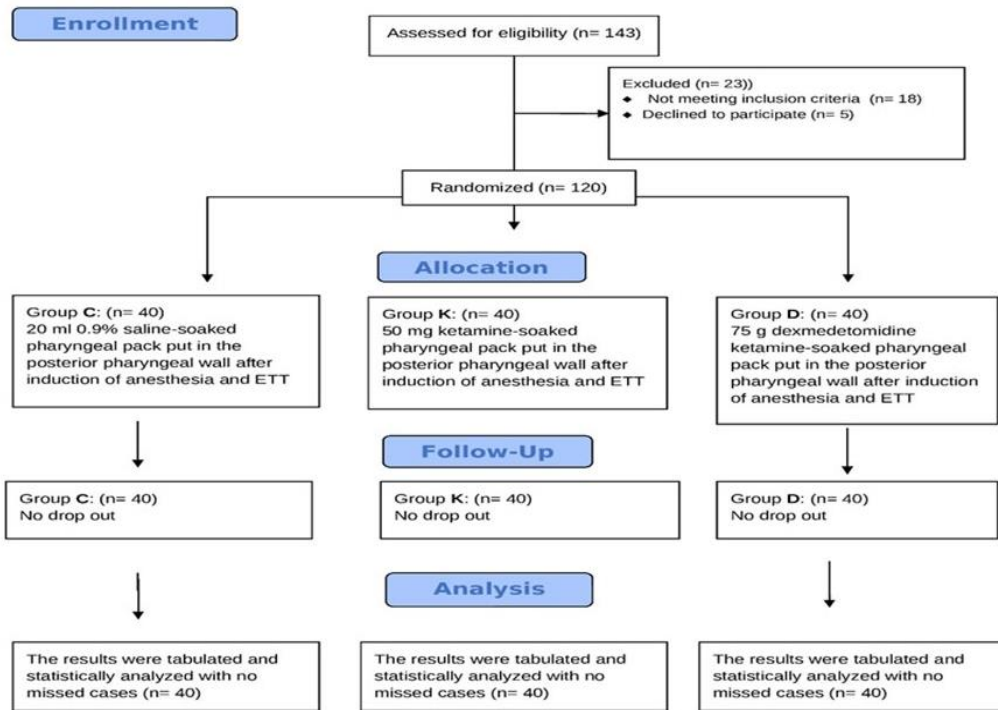 Enrollment
Assessed for eligibility (n= 143)
Excluded (n= 23))
◆ Not meeting inclusion criteria (n= 18)
◆ Declined to participate (n= 5)
Randomized (n= 120)
Allocation
Group C: (n= 40)
20 ml 0.9% saline-soaked
pharyngeal pack put in the
posterior pharyngeal wall after
induction of anesthesia and ETT
Group K: (n= 40)
50 mg ketamine-soaked
pharyngeal pack put in the
posterior pharyngeal wall after
induction of anesthesia and ETT
Group D: (n= 40)
75 g dexmedetomidine
ketamine-soaked pharyngeal
pack put in the posterior
pharyngeal wall after induction
of anesthesia and ETT
Follow-Up
Group C: (n= 40)
No drop out
Group K: (n= 40)
No drop out
Group D: (n= 40)
No drop out
Analysis
The results were tabulated and
statistically analyzed with no
missed cases (n= 40)
The results were tabulated and
statistically analyzed with no
missed cases (n= 40)
The results were tabulated and
statistically analyzed with no
missed cases (n= 40)